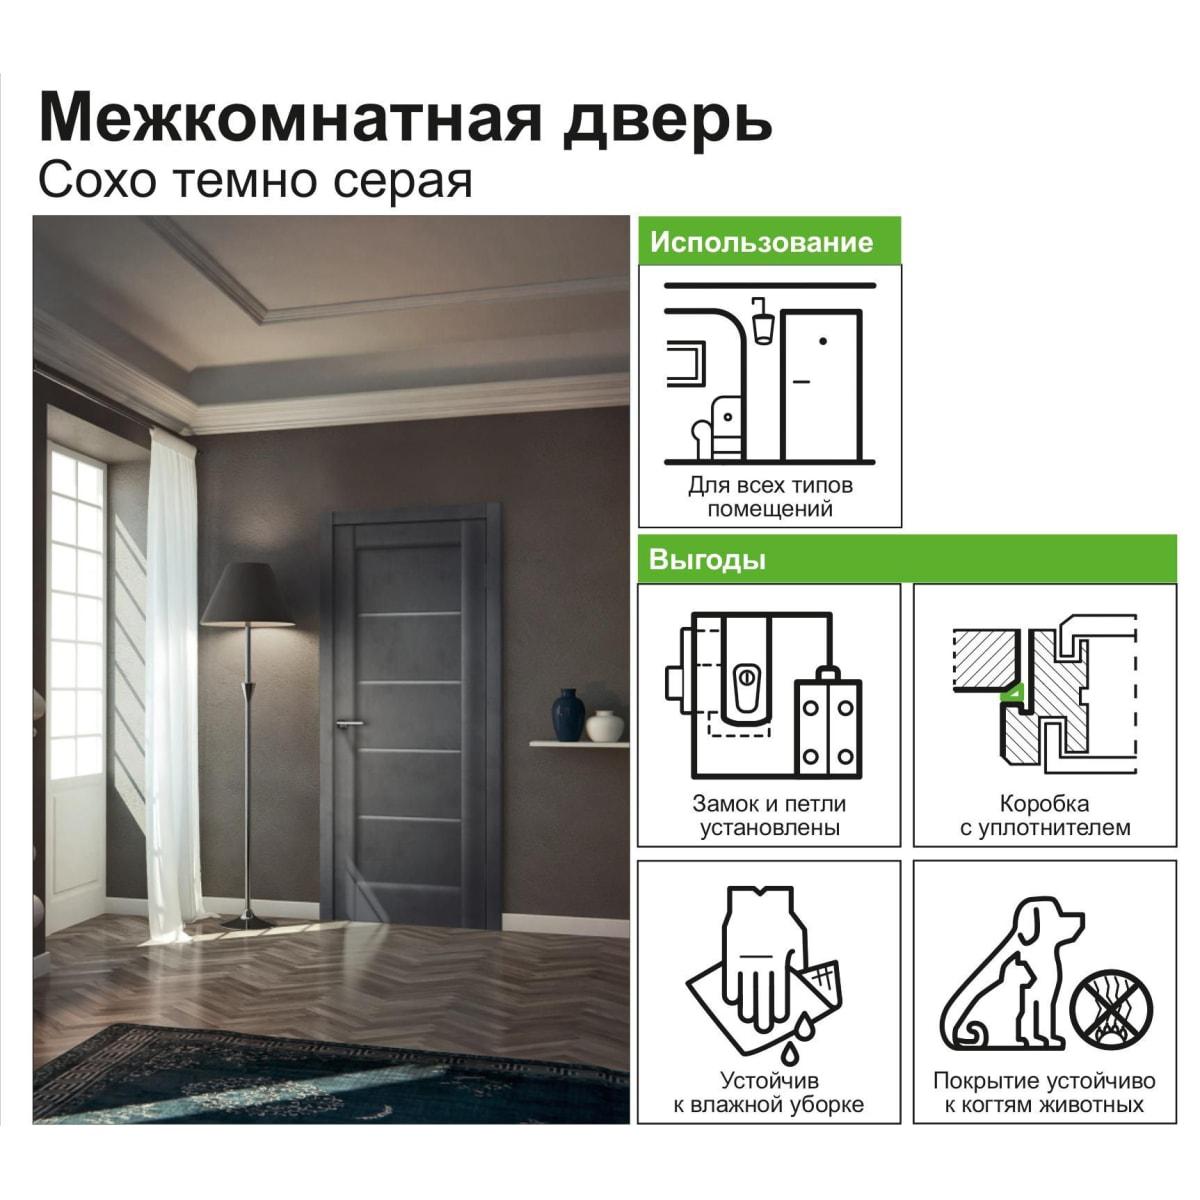 Межкомнатная дверь
Сохо темно серая
Использование
Для всех типов
помещений
Выгоды
Замок и петли
установлены
Коробка
с уплотнителем
Устойчив
к влажной уборке
Покрытие устойчиво
к когтям животных